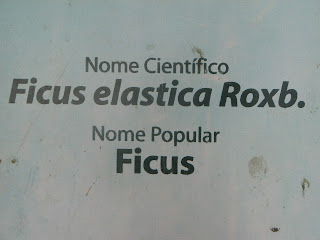 Nome Científico
Ficus elastica Roxb.
Nome Popular
Ficus